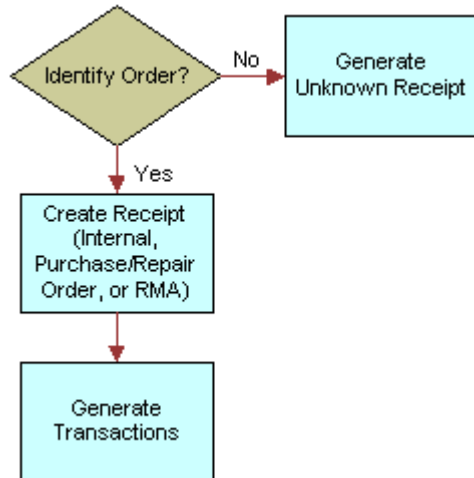 Identify Order?
No
Generate
Unknown Receipt
Yes
Create Receipt
(Internal,
Purchase/Repair
Order, or RMA)
Generate
Transactions